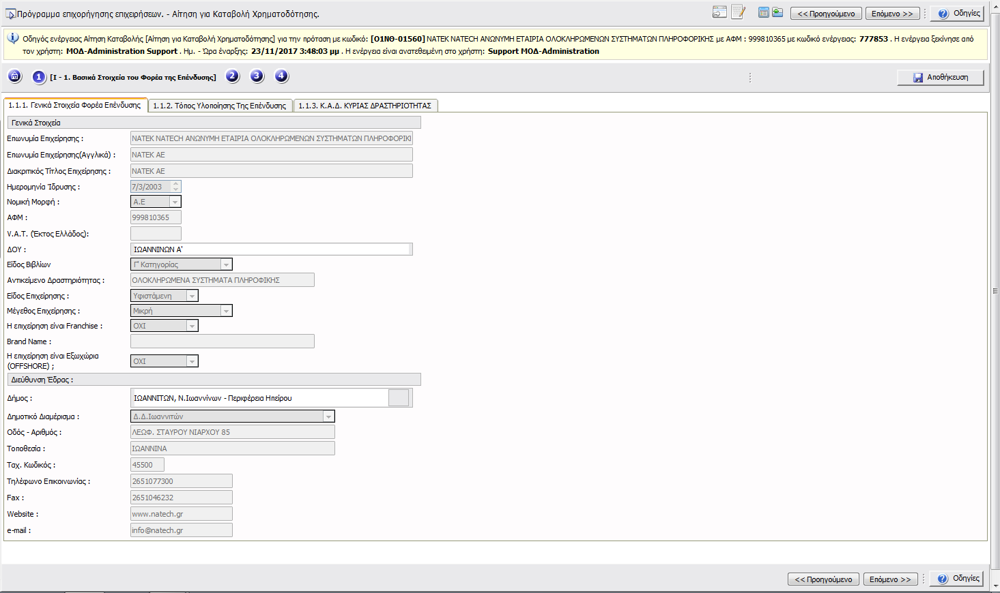 Πρόγραμμα επιχορήγησης επιχειρήσεων. - Αίτηση για Καταβολή Χρηματοδότησης.
<< Προηγούμενο
Επόμενο >>
Οδηγίες
Οδηγός ενέργειας Αίτηση Καταβολής [Αίτηση για Καταβολή Χρηματοδότησης] για την πρόταση με κωδικό: [Ο1ΝΘ-01560] ΝΑΤΕΚ NATECH ΑΝΩΝΥΜΗ ΕΤΑΙΡΙΑ ΟΛΟΚΛΗΡΩΜΕΝΩΝ ΣΥΣΤΗΜΑΤΩΝ ΠΛΗΡΟΦΟΡΙΚΗΣ με ΑΦΜ : 999810365 με κωδικό ενέργειας: 777853 . Η ενέργεια ξεκίνησε από
τον χρήστη: ΜΟΔ-Administration Support . Ημ. - Ώρα έναρξης: 23/11/2017 3:48:03 μμ . Η ενέργεια είναι ανατεθειμένη στο χρήστη: Support ΜΟΔ-Administration
1 [Ι - 1. Βασικά Στοιχεία του Φορέα της Επένδυσης] 2 3 4
Αποθήκευση
1.1.1. Γενικά Στοιχεία Φορέα Επένδυσης
1.1.2. Τόπος Υλοποίησης Της Επένδυσης
1.1.3. Κ.Α.Δ. ΚΥΡΙΑΣ ΔΡΑΣΤΗΡΙΟΤΗΤΑΣ
Γενικά Στοιχεία
Επωνυμία Επιχείρησης : ΝΑΤΕΚ NATECH ΑΝΩΝΥΜΗ ΕΤΑΙΡΙΑ ΟΛΟΚΛΗΡΩΜΕΝΩΝ ΣΥΣΤΗΜΑΤΩΝ ΠΛΗΡΟΦΟΡΙΚΙ
Επωνυμία Επιχείρησης(Αγγλικά) : ΝΑΤΕΚ ΑΕ
Διακριτικός Τίτλος Επιχείρησης : ΝΑΤΕΚ ΑΕ
Ημερομηνία Ίδρυσης : 7/3/2003
Νομική Μορφή : Α.Ε
ΑΦΜ : 999810365
V.A.T. (Έκτος Ελλάδος):
ΔΟΥ : ΙΩΑΝΝΙΝΩΝ Α'
Είδος Βιβλίων Γ' Κατηγορίας
Αντικείμενο Δραστηριότητας : ΟΛΟΚΛΗΡΩΜΕΝΑ ΣΥΣΤΗΜΑΤΑ ΠΛΗΡΟΦΙΚΗΣ
Είδος Επιχείρησης : Υφιστάμενη
Μέγεθος Επιχείρησης : Μικρή
Η επιχείρηση είναι Franchise : ΟΧΙ
Brand Name :
Η επιχείρηση είναι Εξωχώρια
(OFFSHORE) ; ΟΧΙ
Διεύθυνση Έδρας :
Δήμος : ΙΩΑΝΝΙΤΩΝ, Ν.Ιωαννίνων - Περιφέρεια Ηπείρου
Δημοτικό Διαμέρισμα : Δ.Δ.Ιωαννιτών
Οδός - Αριθμός : ΛΕΩΦ. ΣΤΑΥΡΟΥ ΝΙΑΡΧΟΥ 85
Τοποθεσία : ΙΩΑΝΝΙΝΑ
Ταχ. Κωδικός : 45500
Τηλέφωνο Επικοινωνίας : 2651077300
Fax : 2651046232
Website : www.natech.gr
e-mail : info@natech.gr
<< Προηγούμενο
Επόμενο >>
Οδηγίες